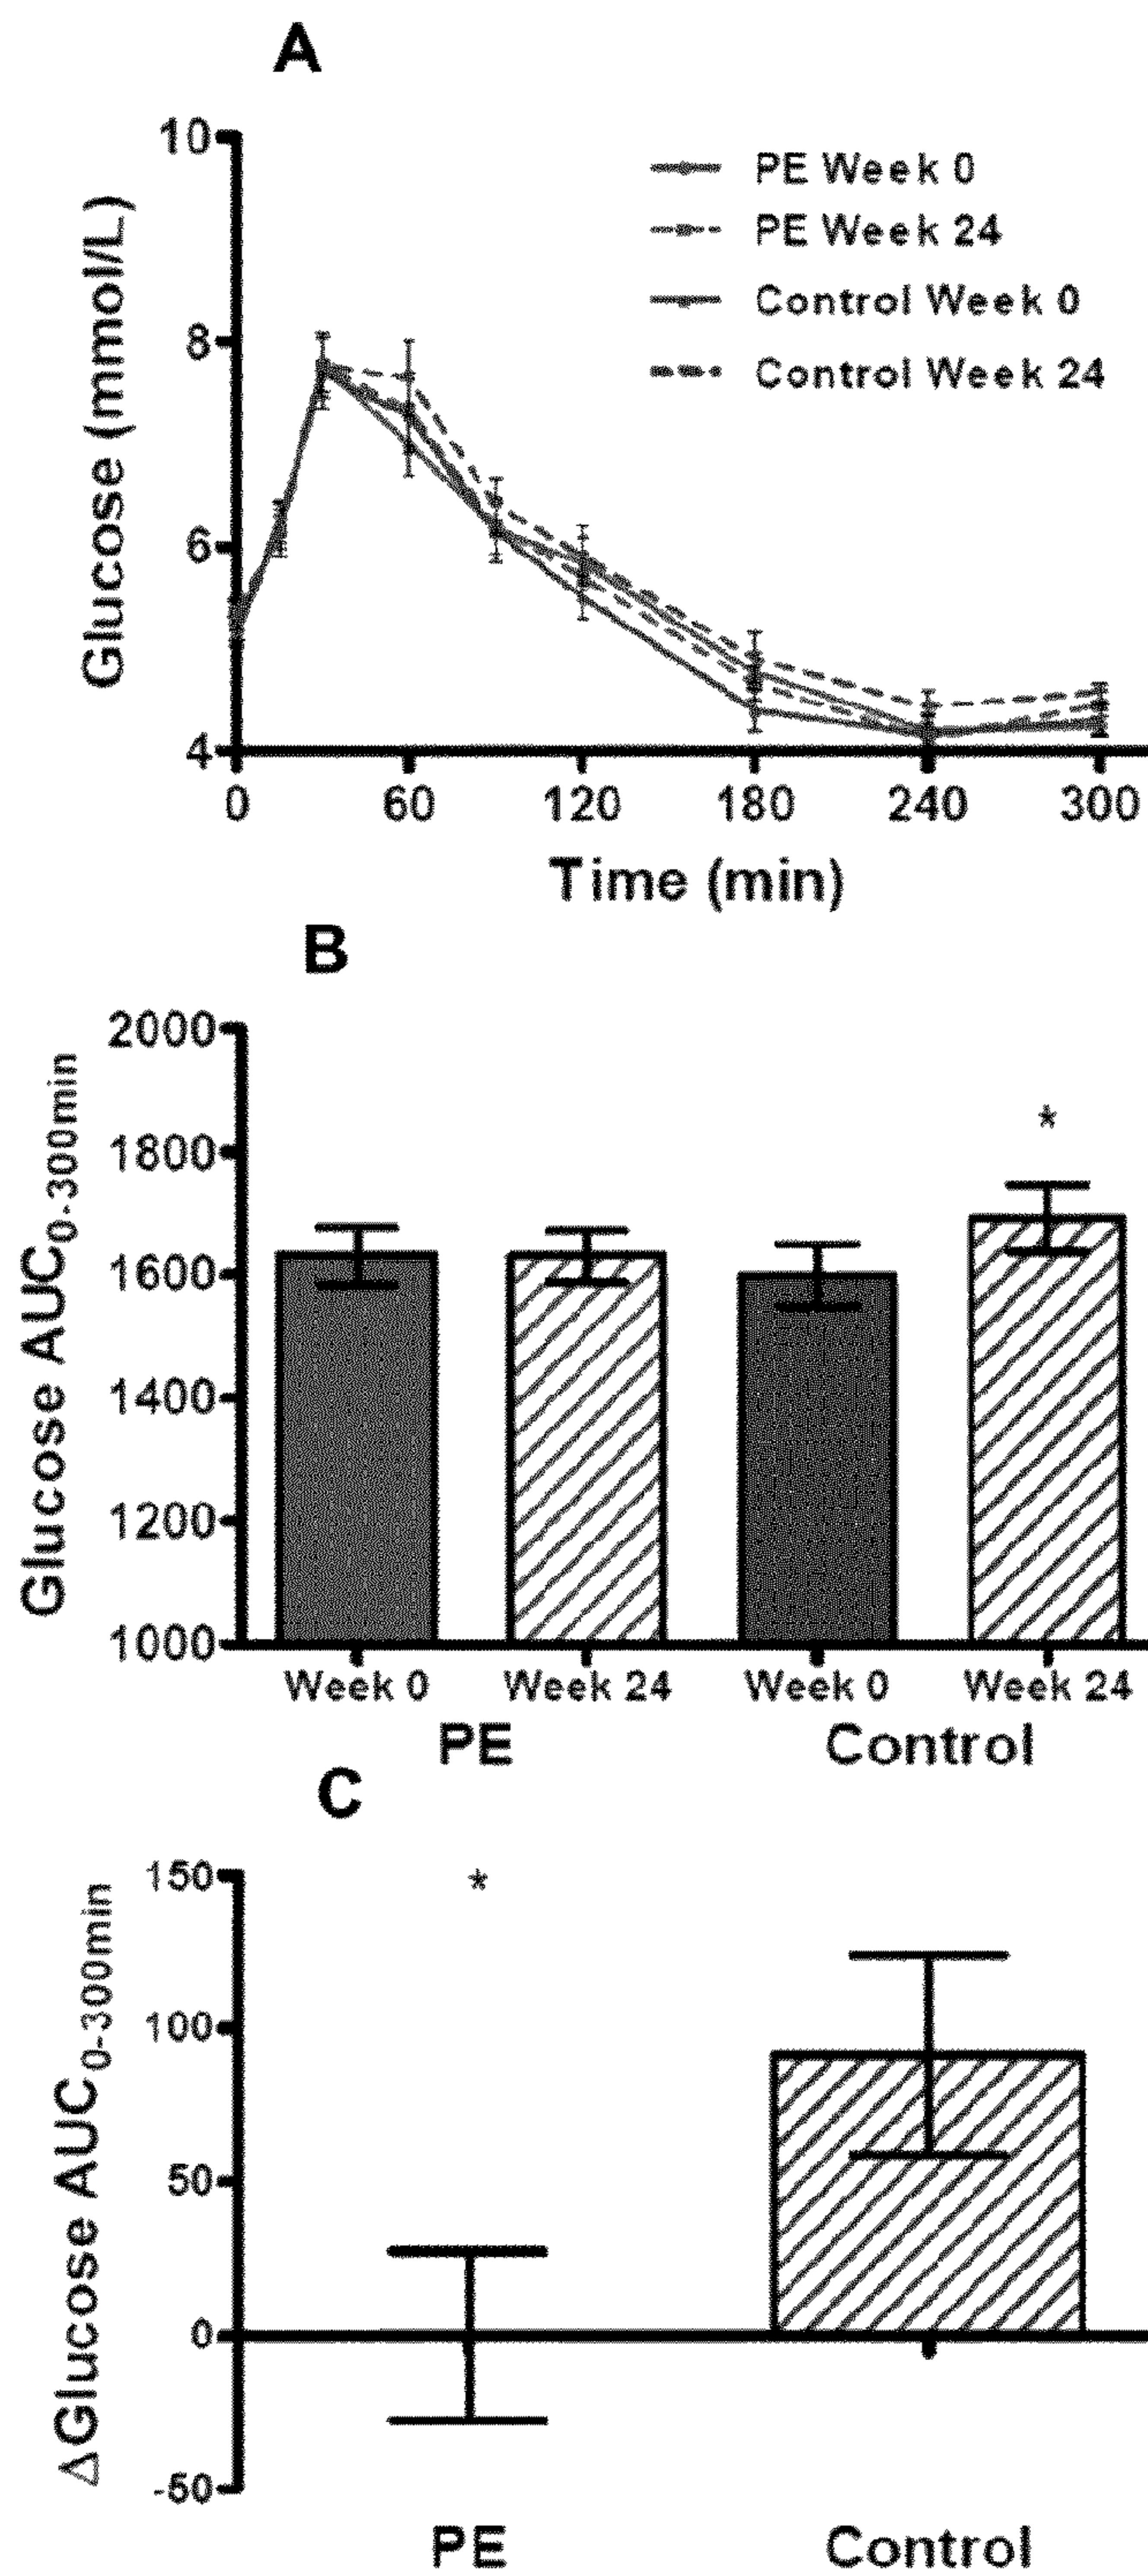 A
10
8
6
4
Glucose (mmol/L)
PE Week 0
PE Week 24
Control Week 0
Control Week 24
0 60 120 180 240 300
Time (min)
B
2000
1800
1600
1400
1200
1000
Glucose AUC0-300min
*
Week 0 Week 24 Week 0 Week 24
PE Control
C
150
100
50
0
-50
ΔGlucose AUC0-300min
*
PE Control